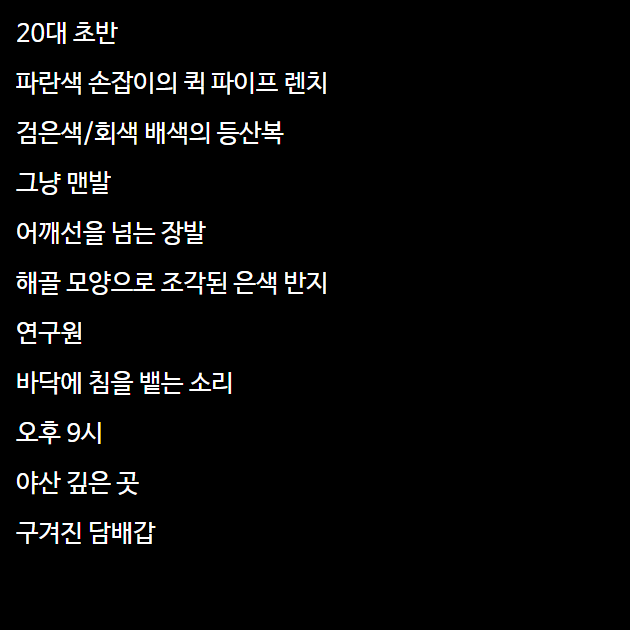 20대 초반
파란색 손잡이의 퀵 파이프 렌치
검은색/회색 배색의 등산복
그냥 맨발
어깨선을 넘는 장발
해골 모양으로 조각된 은색 반지
연구원
바닥에 침을 뱉는 소리
오후 9시
야산 깊은 곳
구겨진 담배갑